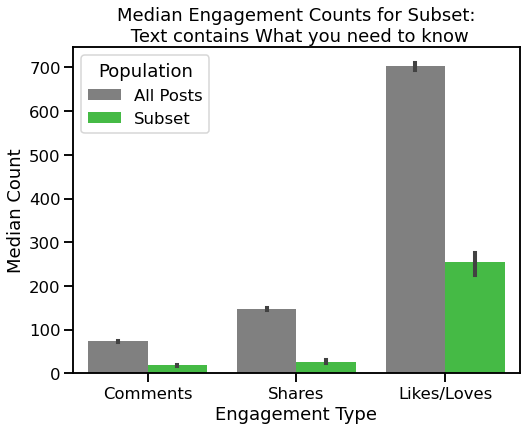 Median Engagement Counts for Subset:
Text contains What you need to know
Population
All Posts
Subset
Median Count
700
600
500
400
300
200
100
0
Comments
Shares
Likes/Loves
Engagement Type